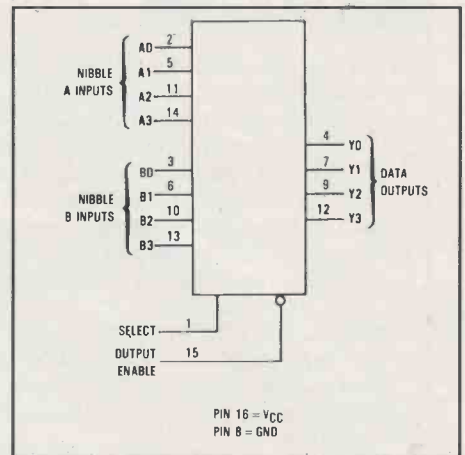 NIBBLE
A INPUTS
A0 2
A1 5
A2 11
A3 14
NIBBLE
B INPUTS
B0 3
B1 6
B2 10
B3 13
4 Y0
7 Y1
9 Y2
12 Y3
DATA
OUTPUTS
SELECT 1
OUTPUT
ENABLE 15
PIN 16 = VCC
PIN 8 = GND